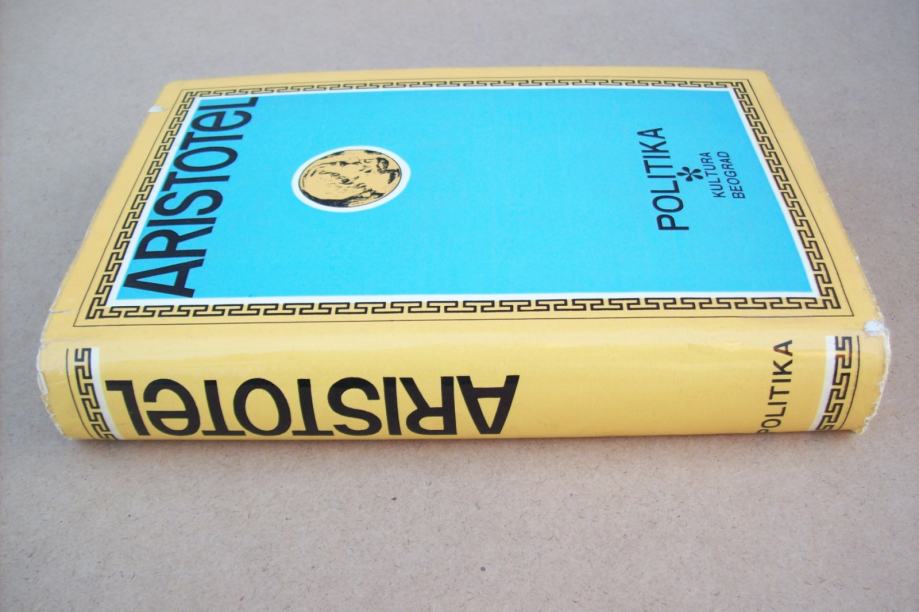 ARISTOTeL
POLITIKA
*
KULTURA
BEOGRAD
ARISTOTeL
POLITIKA